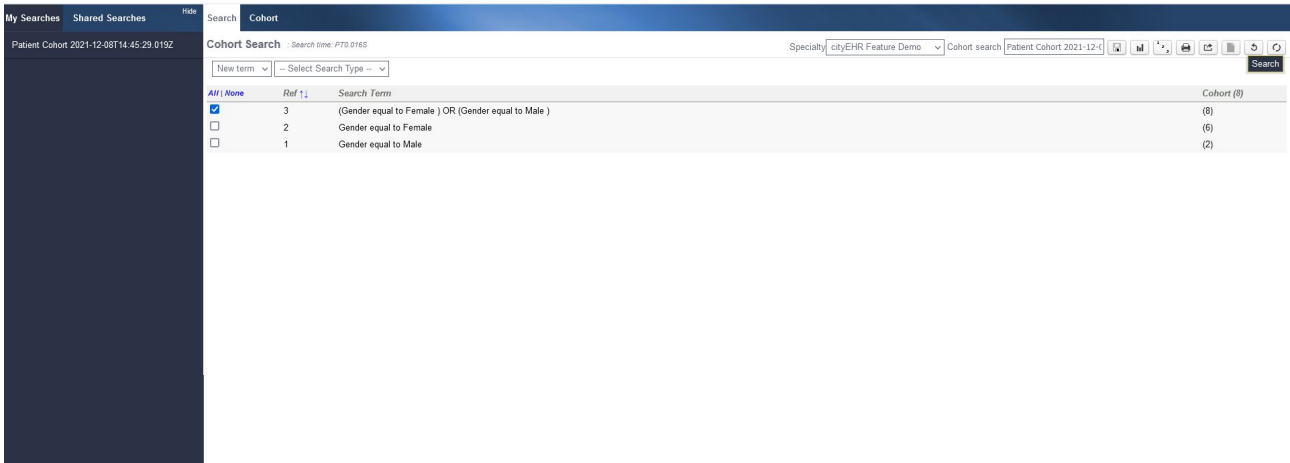 My Searches Shared Searches Hide Search Cohort
Patient Cohort 2021-12-08T14:45:29.019Z
Cohort Search : Search time: PT0.016S Specialty cityEHR Feature Demo Cohort search Patient Cohort 2021-12-(
Search
New term -- Select Search Type --
All | None Ref ↑↓ Search Term Cohort (8)
3 (Gender equal to Female ) OR (Gender equal to Male ) (8)
2 Gender equal to Female (6)
1 Gender equal to Male (2)